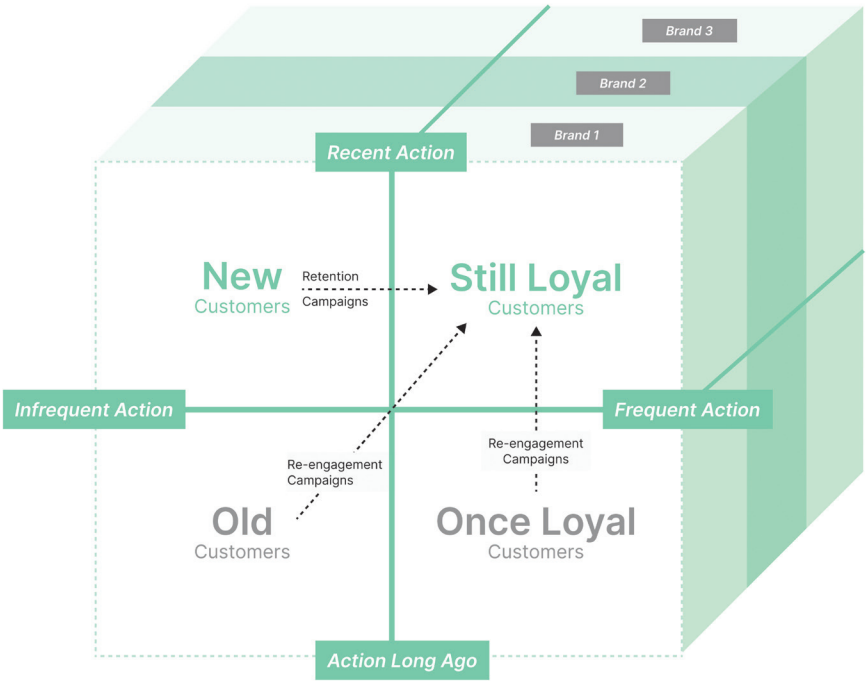 Brand 3
Brand 2
Brand 1
Recent Action
New
Customers
Retention
Campaigns
Still Loyal
Customers
Infrequent Action
Frequent Action
Re-engagement
Campaigns
Re-engagement
Campaigns
Old
Customers
Once Loyal
Customers
Action Long Ago